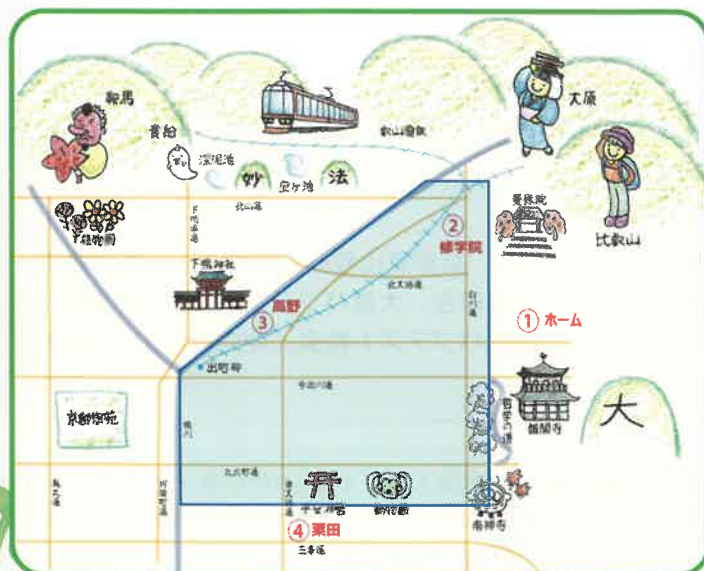 鞍馬
貴船
叡山電鉄
大原
深泥池
妙
宝ヶ池
法
北山通
比叡山
植物園
下鴨本通
② 修学院
曼殊院
下鴨神社
北大路通
白川通
① ホーム
③ 高野
出町柳
今出川通
哲学の道
銀閣寺
大
京都御苑
鴨川
烏丸通
河原町通
丸太町通
東大路通
平安神宮
動物園
南禅寺
④ 粟田
三条通